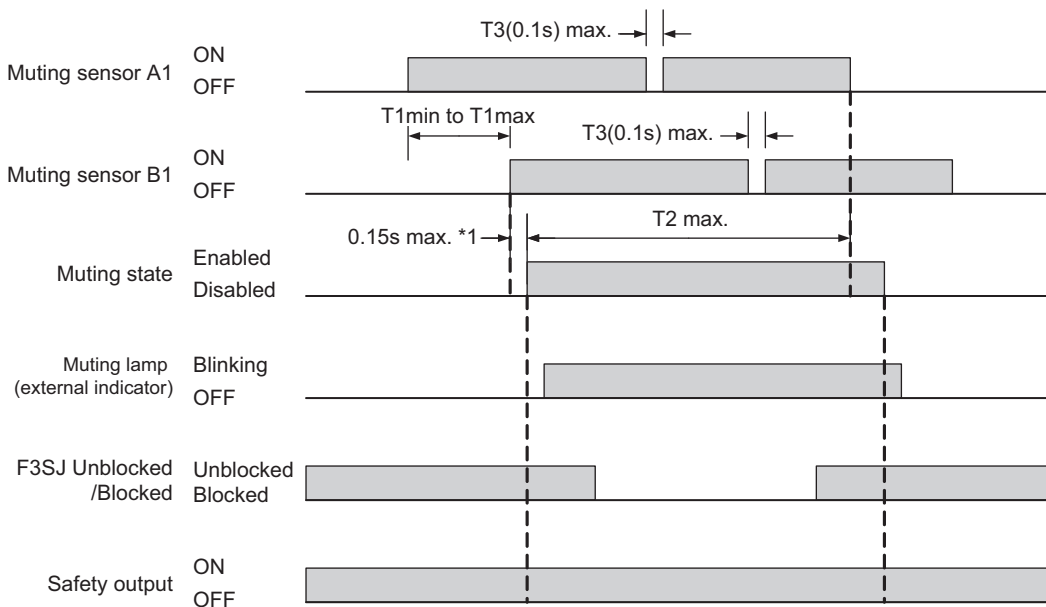 T3(0.1s) max.
Muting sensor A1
ON
OFF
T1min to T1max
T3(0.1s) max.
Muting sensor B1
ON
OFF
0.15s max. *1
T2 max.
Muting state
Enabled
Disabled
Muting lamp
(external indicator)
Blinking
OFF
F3SJ Unblocked
/Blocked
Unblocked
Blocked
Safety output
ON
OFF